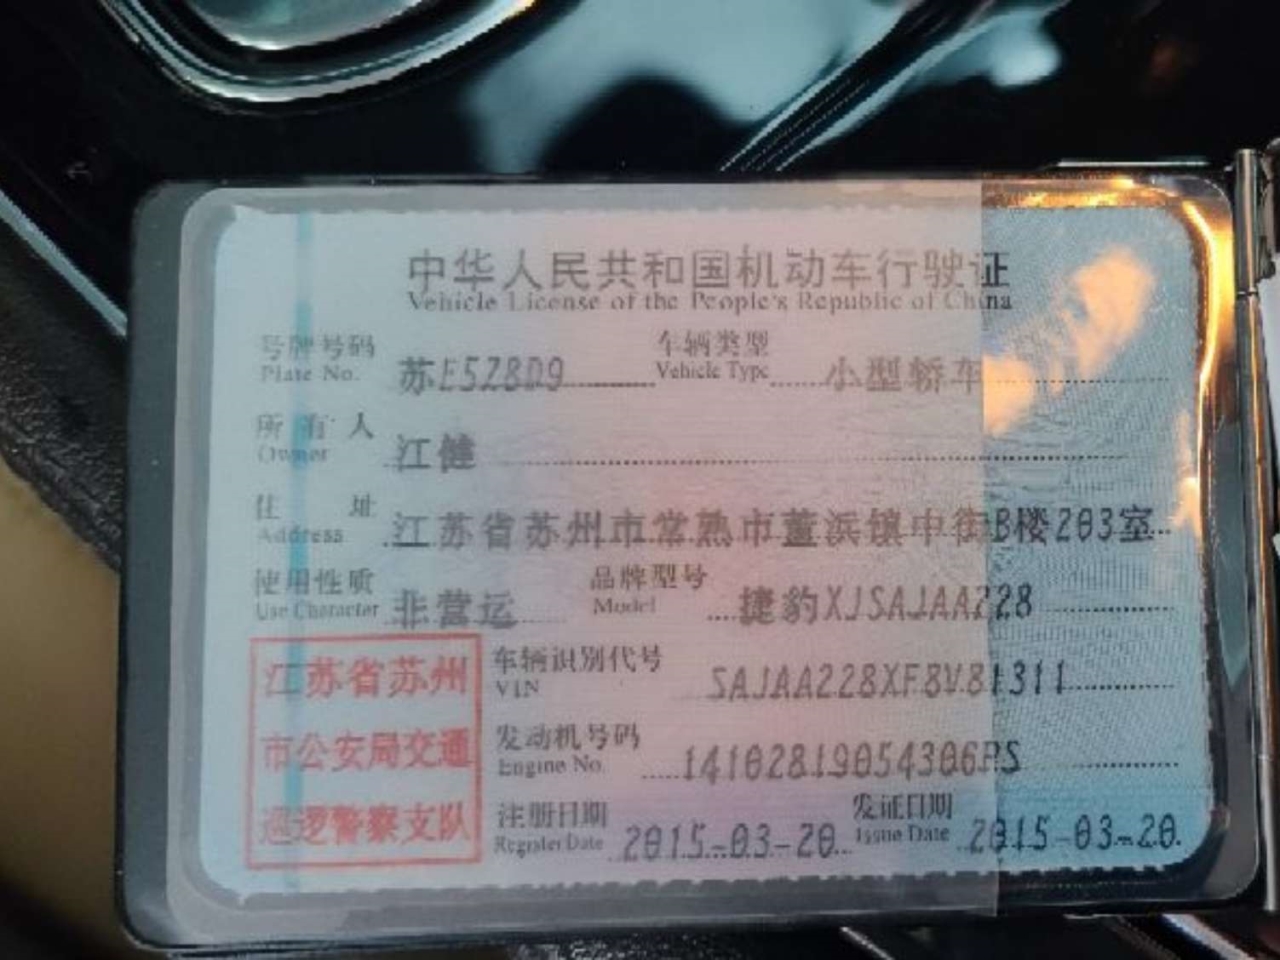 中华人民共和国机动车行驶证
Vehicle License of the People's Republic of China
号牌号码 苏E5Z8D9 车辆类型 小型轿车
Plate No. Vehicle Type
所有人 江健
Owner
住址 江苏省苏州市常熟市董浜镇中街B楼203室
Address
使用性质 非营运 品牌型号 捷豹XJSAJAA228
Use Character Model
江苏省苏州
市公安局交通
巡逻警察支队
车辆识别代号 SAJAA228XF8V81311
VIN
发动机号码 14102819054306PS
Engine No.
注册日期 2015-03-20 发证日期 2015-03-20
Register Date Issue Date